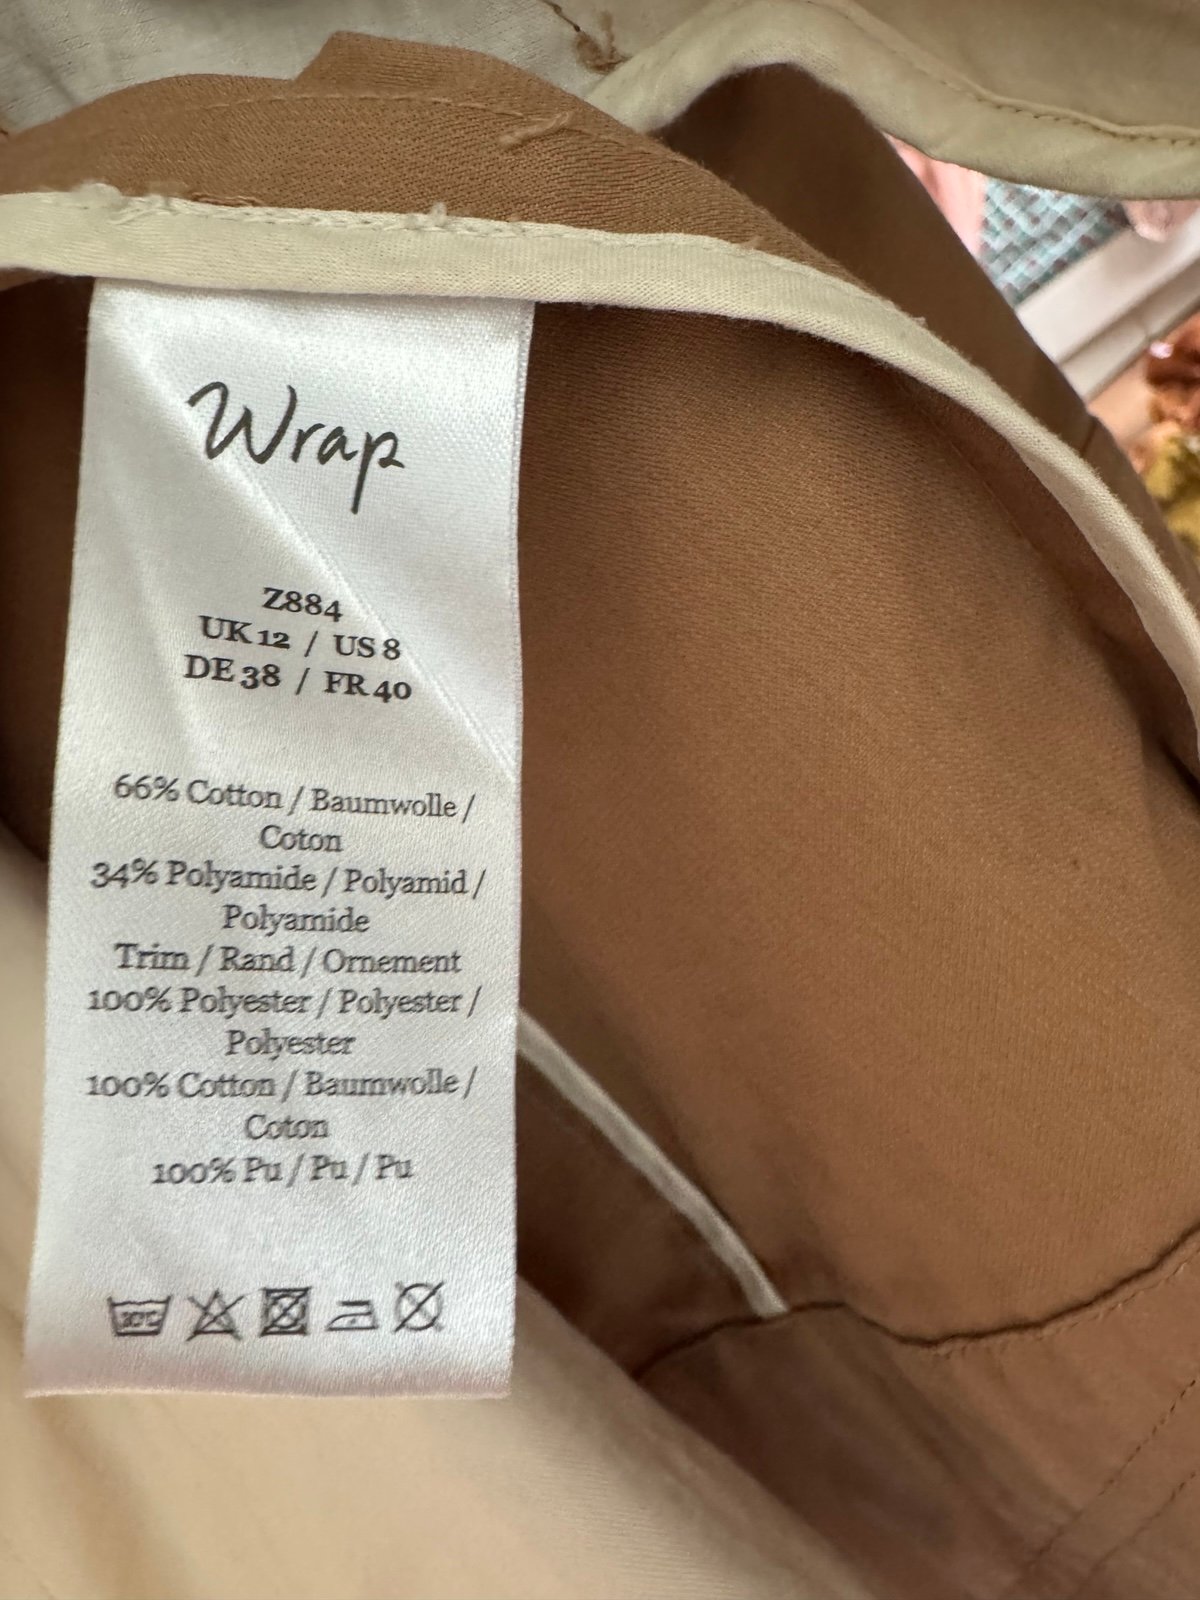 Wrap
Z884
UK 12 / US 8
DE 38 / FR 40
66% Cotton / Baumwolle /
Coton
34% Polyamide / Polyamid /
Polyamide
Trim / Rand / Ornement
100% Polyester / Polyester /
Polyester
100% Cotton / Baumwolle /
Coton
100% Pu / Pu / Pu
30°C